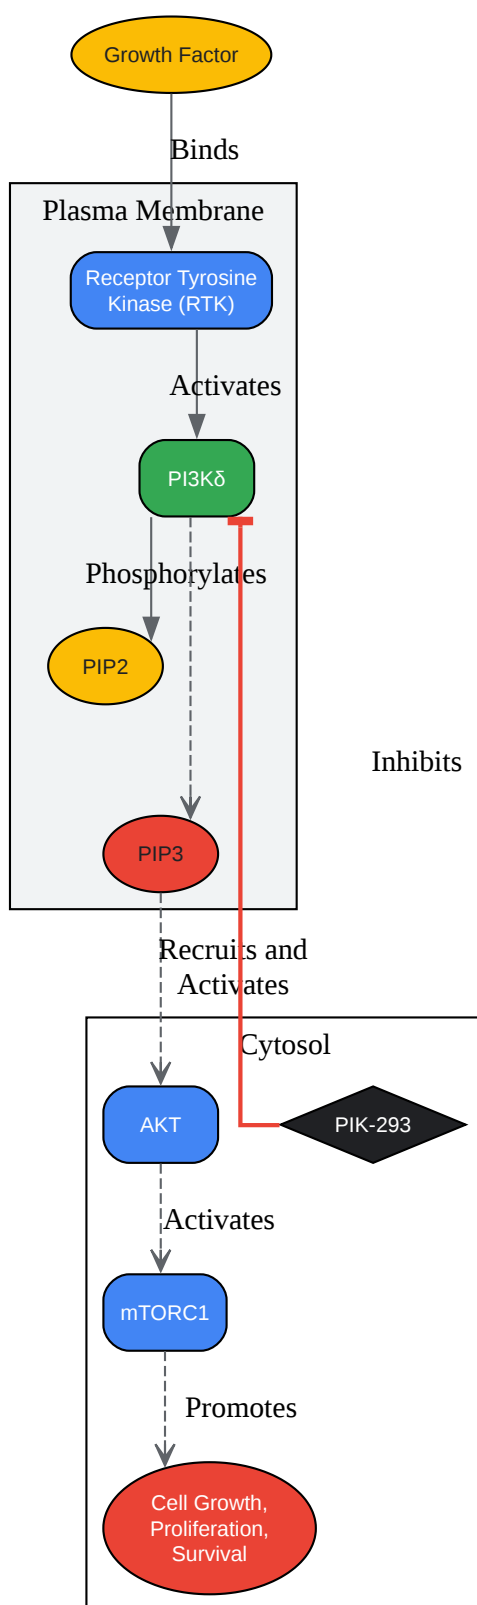 Growth Factor
Binds
Plasma Membrane
Receptor Tyrosine
Kinase (RTK)
Activates
PI3Kδ
Phosphorylates
PIP2
Inhibits
PIP3
Recruits and
Activates
Cytosol
AKT
PIK-293
Activates
mTORC1
Promotes
Cell Growth,
Proliferation,
Survival